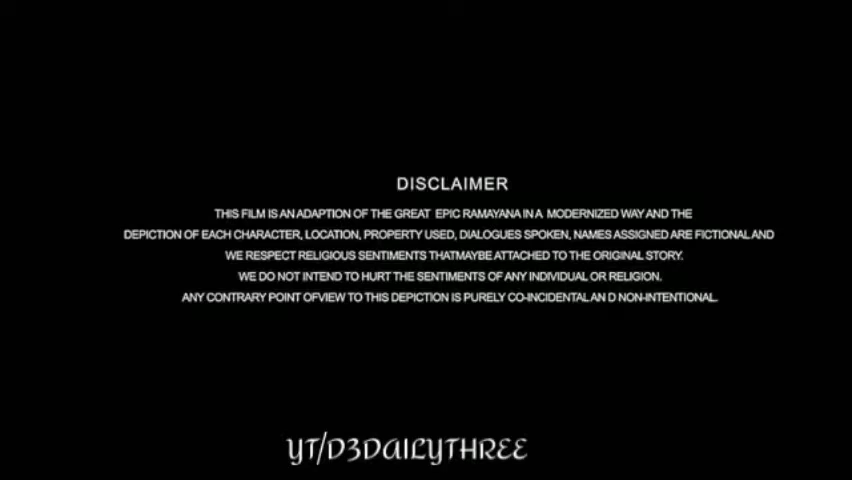 DISCLAIMER
THIS FILM IS AN ADAPTION OF THE GREAT EPIC RAMAYANA IN A MODERNIZED WAY AND THE
DEPICTION OF EACH CHARACTER, LOCATION, PROPERTY USED, DIALOGUES SPOKEN, NAMES ASSIGNED ARE FICTIONAL AND
WE RESPECT RELIGIOUS SENTIMENTS THATMAYBE ATTACHED TO THE ORIGINAL STORY.
WE DO NOT INTEND TO HURT THE SENTIMENTS OF ANY INDIVIDUAL OR RELIGION.
ANY CONTRARY POINT OFVIEW TO THIS DEPICTION IS PURELY CO-INCIDENTAL AN D NON-INTENTIONAL.
YT/D3DAILYTHREE